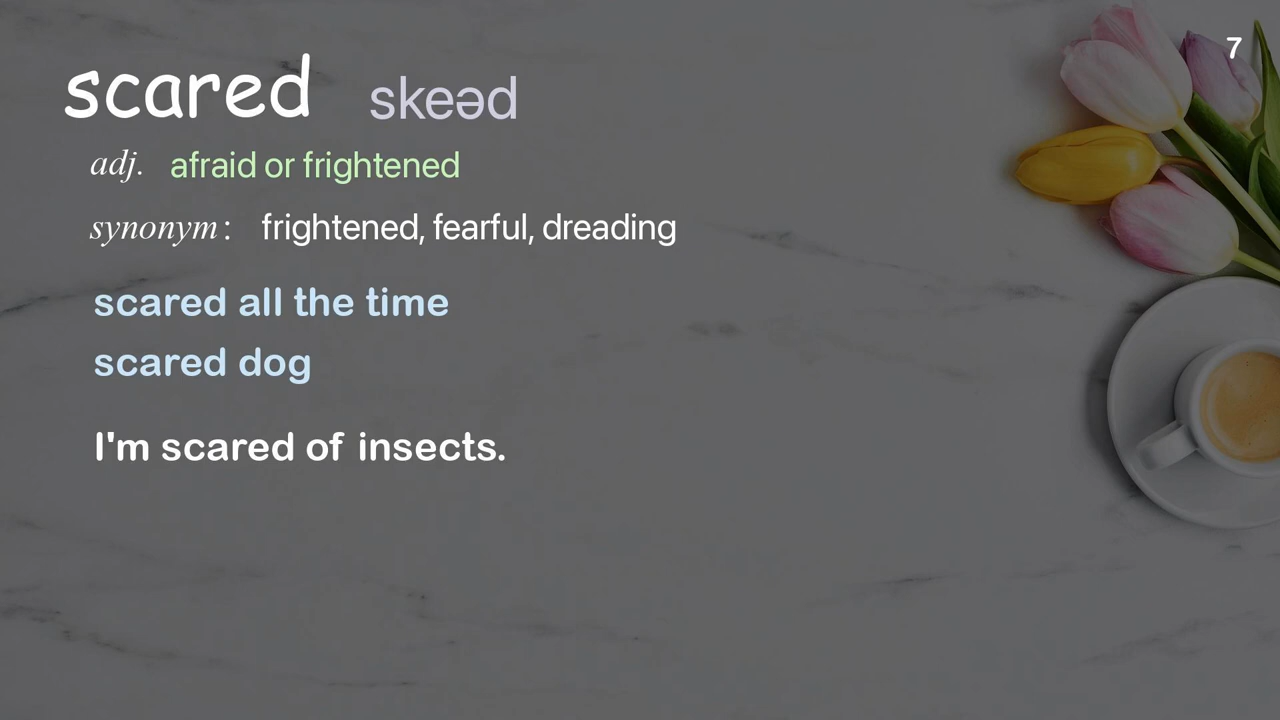 7
scared skeəd
adj. afraid or frightened
synonym: frightened, fearful, dreading
scared all the time
scared dog
I'm scared of insects.